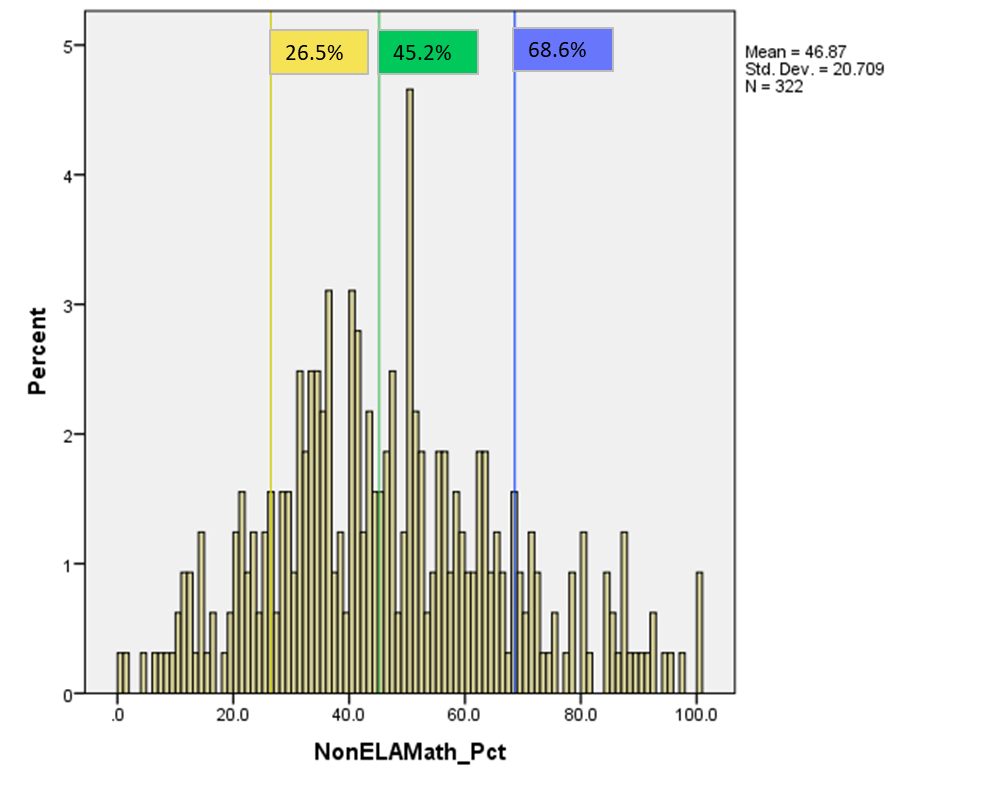 26.5% 45.2% 68.6%
Mean = 46.87
Std. Dev. = 20.709
N = 322
5
4
3
2
1
0
Percent
.0 20.0 40.0 60.0 80.0 100.0
NonELAMath_Pct